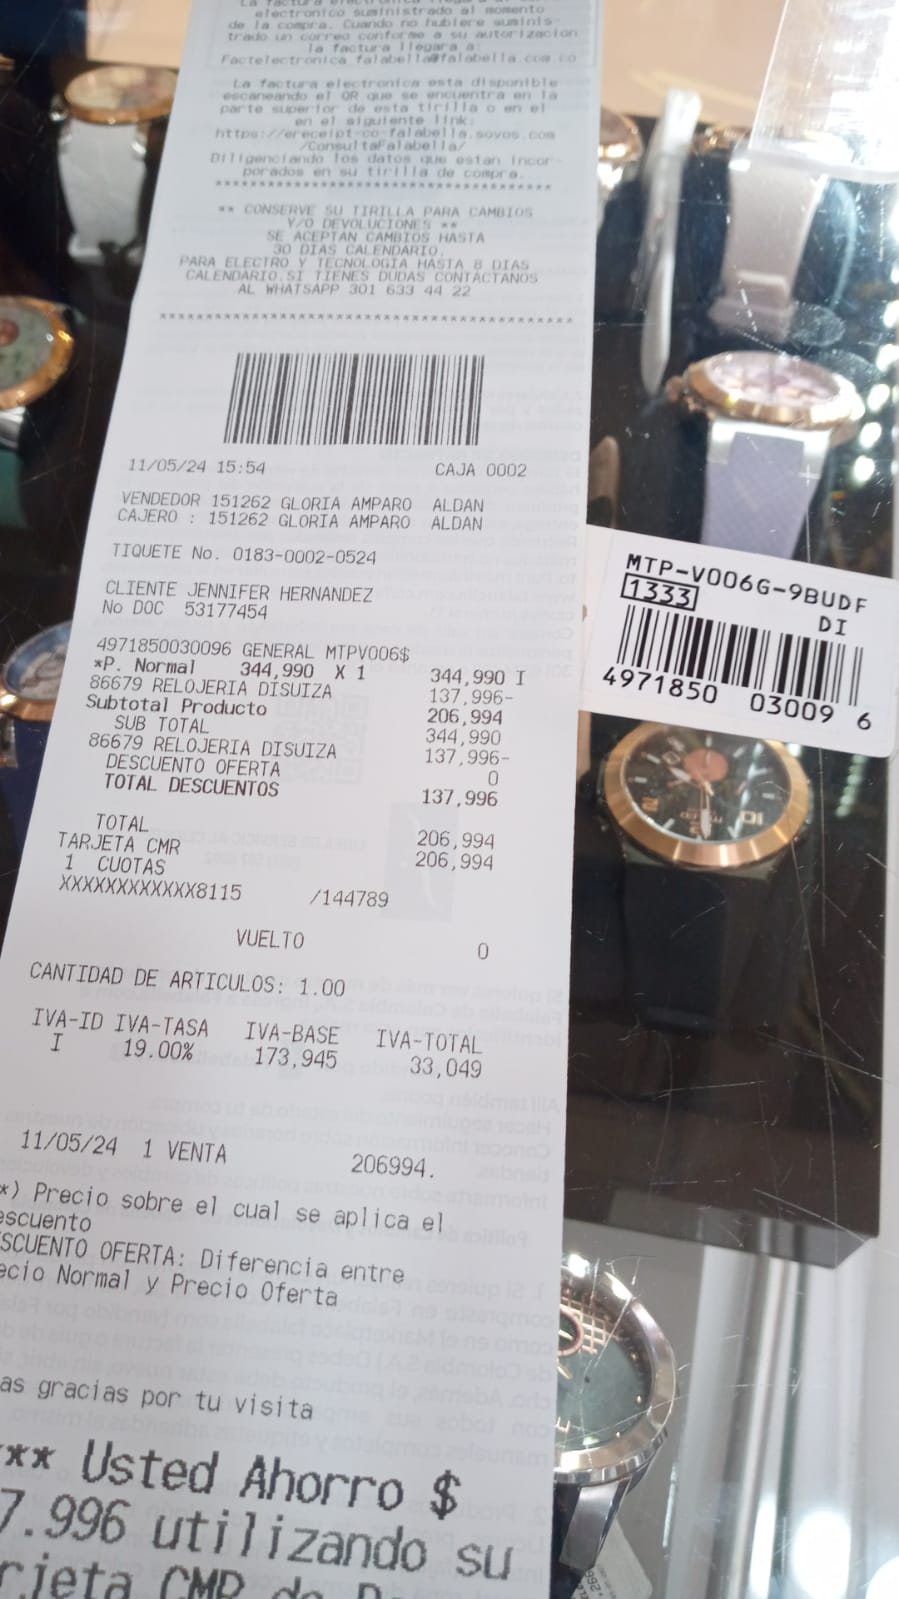 electronico suministrado al momento
de la compra. Cuando no hubiere suminis-
trado un correo conforme a su autorizacion
la factura llegara a:
Factelectronica_falabella@falabella.com.co
La factura electronica esta disponible
escaneando el QR que se encuentra en la
parte superior de esta tirilla o en el
en el siguiente link:
https://ereceipt-co-falabella.sovos.com
/ConsultaFalabella/
Diligenciando los datos que estan incor-
porados en su tirilla de compra.
****************************************
** CONSERVE SU TIRILLA PARA CAMBIOS
Y/O DEVOLUCIONES **
SE ACEPTAN CAMBIOS HASTA
30 DIAS CALENDARIO.
PARA ELECTRO Y TECNOLOGIA HASTA 8 DIAS
CALENDARIO.SI TIENES DUDAS CONTACTANOS
AL WHATSAPP 301 633 44 22
****************************************
11/05/24 15:54 CAJA 0002
VENDEDOR 151262 GLORIA AMPARO ALDAN
CAJERO : 151262 GLORIA AMPARO ALDAN
TIQUETE No. 0183-0002-0524
CLIENTE JENNIFER HERNANDEZ
No DOC 53177454
4971850030096 GENERAL MTPV006$
*P. Normal 344,990 X 1 344,990 I
86679 RELOJERIA DISUIZA 137,996-
Subtotal Producto 206,994
SUB TOTAL 344,990
86679 RELOJERIA DISUIZA 137,996-
DESCUENTO OFERTA 0
TOTAL DESCUENTOS 137,996
TOTAL 206,994
TARJETA CMR 206,994
1 CUOTAS
XXXXXXXXXXXX8115 /144789
VUELTO 0
CANTIDAD DE ARTICULOS: 1.00
IVA-ID IVA-TASA IVA-BASE IVA-TOTAL
I 19.00% 173,945 33,049
11/05/24 1 VENTA 206994.
*) Precio sobre el cual se aplica el
escuento
SCUENTO OFERTA: Diferencia entre
ecio Normal y Precio Oferta
as gracias por tu visita
** Usted Ahorro $
7.996 utilizando su
rjeta CMR de
MTP-V006G-9BUDF
1333 DI
4971850 03009 6